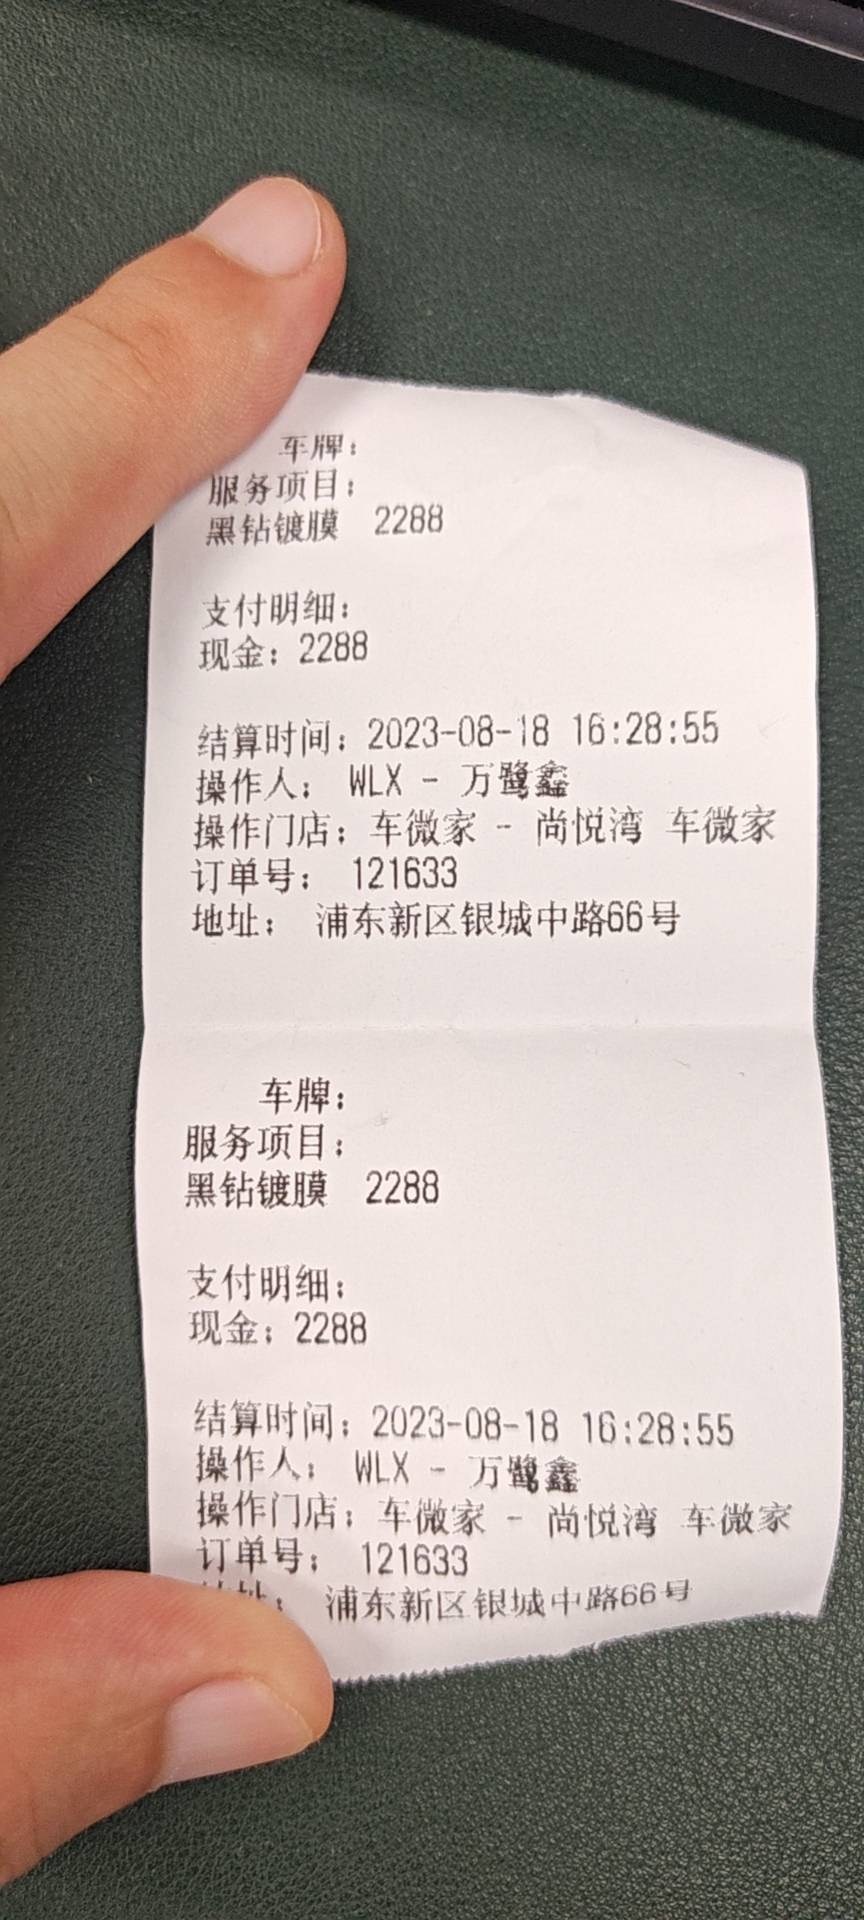 车牌：
服务项目：
黑钻镀膜 2288
支付明细：
现金：2288
结算时间：2023-08-18 16:28:55
操作人： WLX - 万鹭鑫
操作门店：车微家 - 尚悦湾 车微家
订单号： 121633
地址： 浦东新区银城中路66号
车牌：
服务项目：
黑钻镀膜 2288
支付明细：
现金：2288
结算时间：2023-08-18 16:28:55
操作人： WLX - 万鹭鑫
操作门店：车微家 - 尚悦湾 车微家
订单号： 121633
地址： 浦东新区银城中路66号